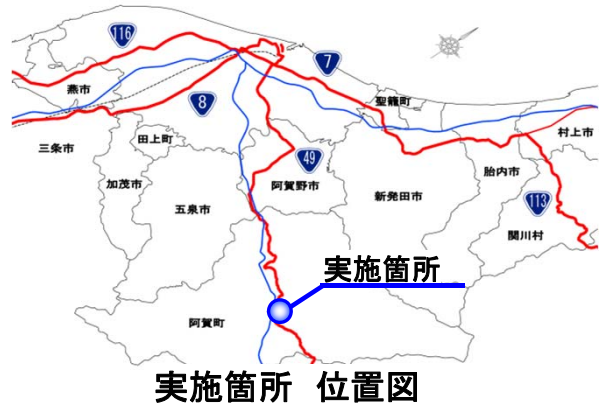 116
7
燕市
8
聖籠町
三条市
田上町
村上市
49
加茂市
阿賀野市
新発田市
胎内市
五泉市
113
関川村
実施箇所
阿賀町
実施箇所 位置図